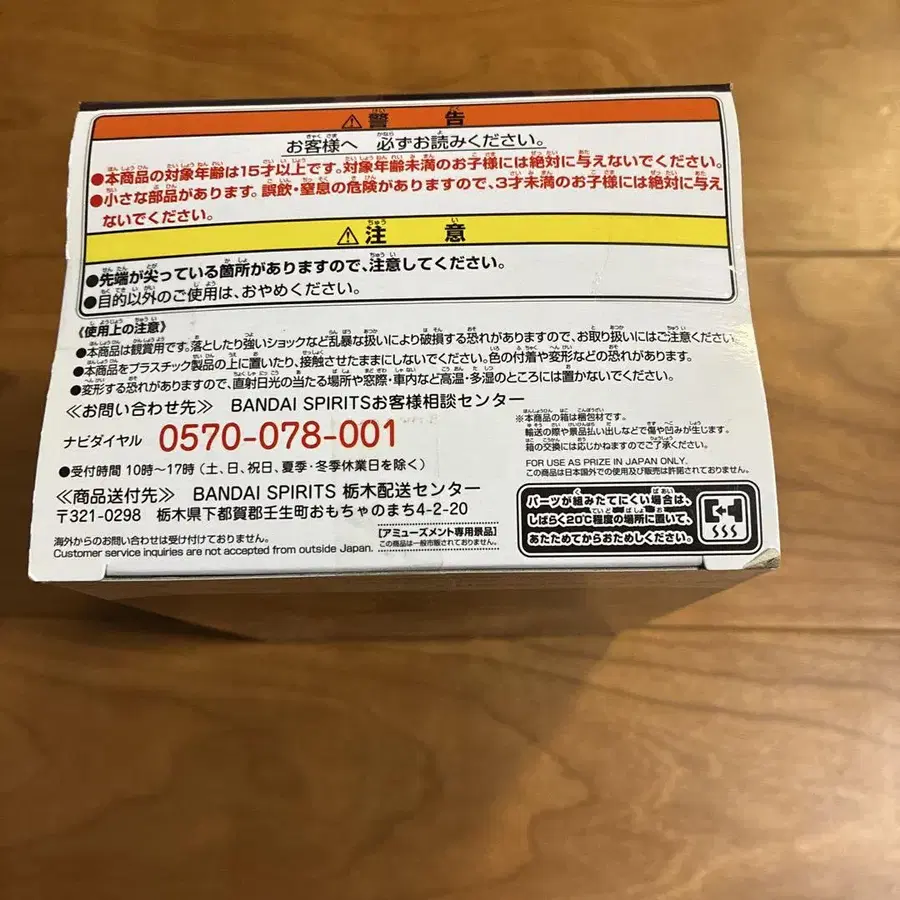 ⚠警告
お客様へ 必ずお読みください。
●本商品の対象年齢は15才以上です。対象年齢未満のお子様には絶対に与えないでください。
●小さな部品があります。誤飲・窒息の危険がありますので、3才未満のお子様には絶対に与え
ないでください。
⚠注意
●先端が尖っている箇所がありますので、注意してください。
●目的以外のご使用は、おやめください。
《使用上の注意》
●本商品は観賞用です。落としたり強いショックなど乱暴な扱いにより破損する恐れがありますので、お取り扱いにはご注意ください。
●本商品をプラスチック製品の上に置いたり、接触させたままにしないでください。色の付着や変形などの恐れがあります。
●変形する恐れがありますので、直射日光の当たる場所や窓際・車内など高温・多湿のところには置かないでください。
≪お問い合わせ先≫ BANDAI SPIRITSお客様相談センター
ナビダイヤル 0570-078-001
●受付時間 10時～17時(土、日、祝日、夏季・冬季休業日を除く)
≪商品送付先≫ BANDAI SPIRITS 栃木配送センター
〒321-0298 栃木県下都賀郡壬生町おもちゃのまち4-2-20
海外からのお問い合わせは受け付けておりません。
Customer service inquiries are not accepted from outside Japan.
【アミューズメント専用景品】
この商品は一般市販されておりません。
※本商品の箱は梱包材です。
輸送の際や景品払い出しなどで傷や凹みが生じます。
箱の交換には応じかねますのでご了承ください。
FOR USE AS PRIZE IN JAPAN ONLY.
この商品は日本国外での使用及び販売は許諾されておりません。
パーツが組みたてにくい場合は、
しばらく20℃程度の場所に置いて、
あたためてからおためしください。